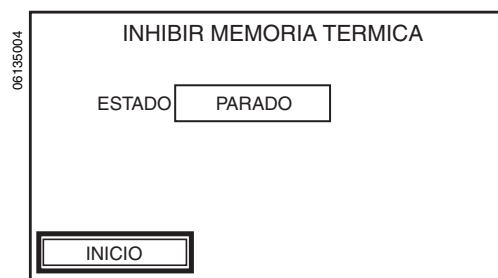 06135004
INHIBIR MEMORIA TERMICA
ESTADO PARADO
INICIO